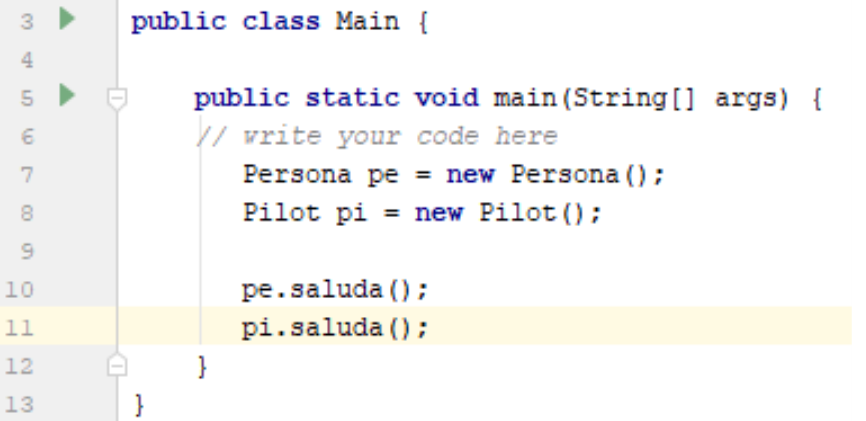 3 public class Main {
4
5 public static void main(String[] args) {
6 // write your code here
7 Persona pe = new Persona();
8 Pilot pi = new Pilot();
9
10 pe.saluda();
11 pi.saluda();
12 }
13 }